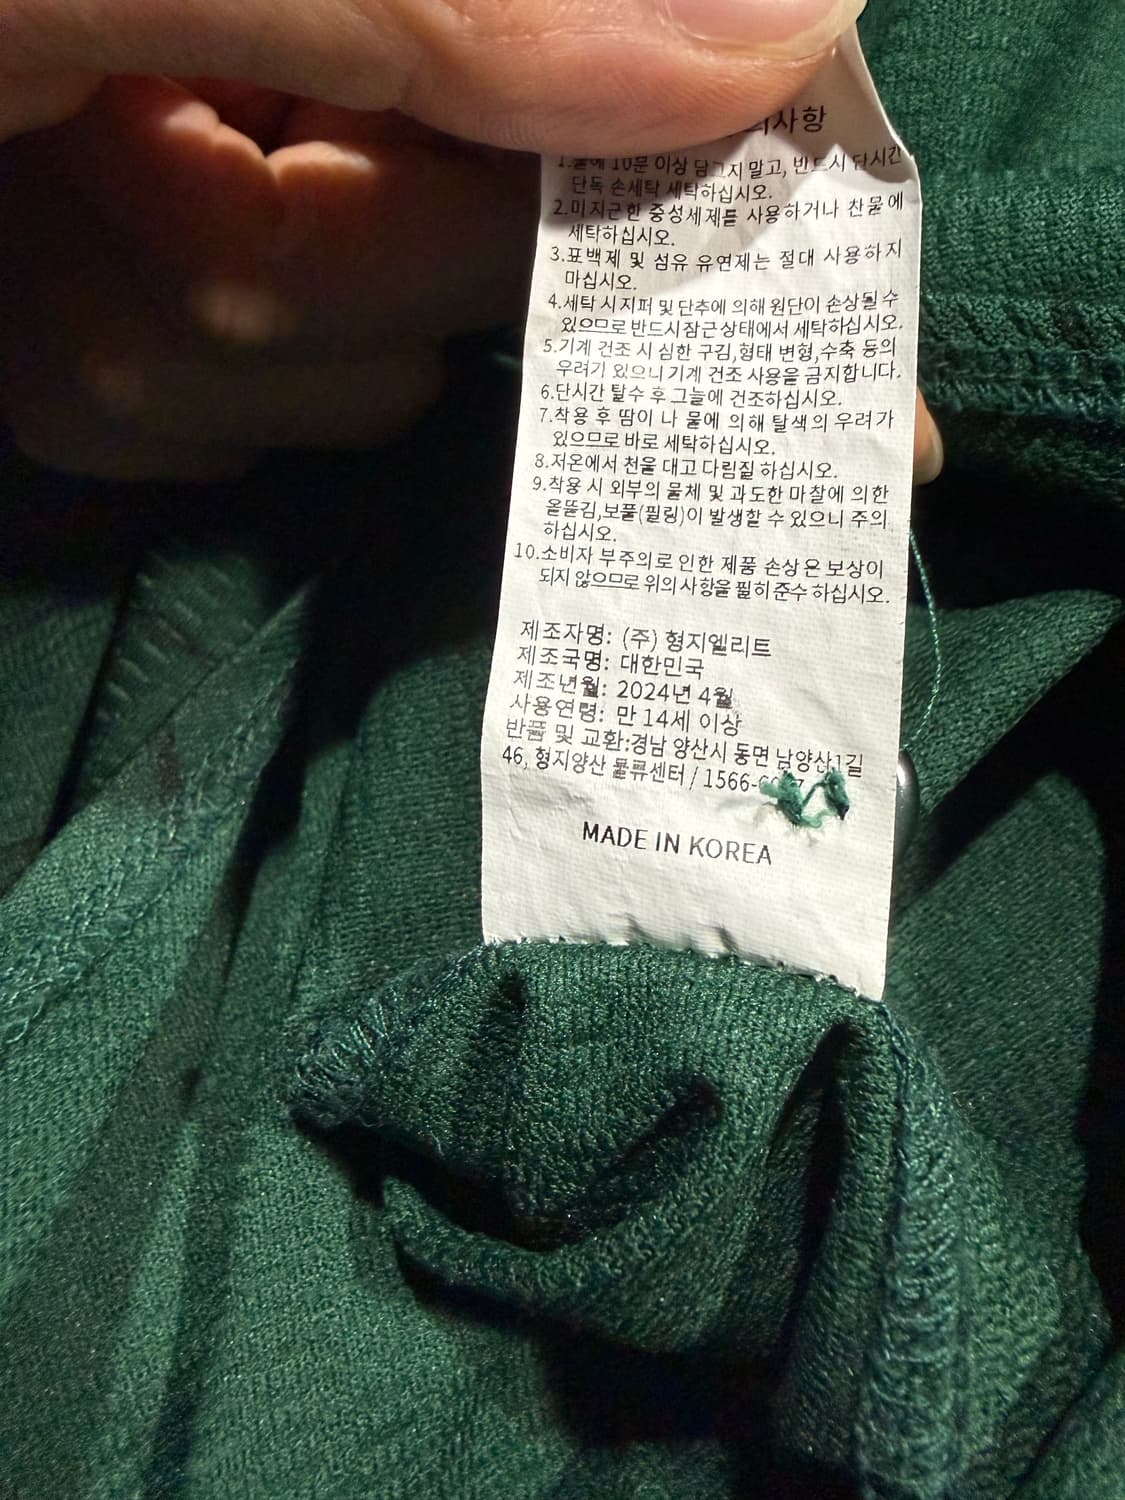 의사항
1.물에 10분 이상 담그지 말고, 반드시 단시간
단독 손세탁 세탁하십시오.
2.미지근한 중성세제를 사용하거나 찬물에
세탁하십시오.
3.표백제 및 섬유 유연제는 절대 사용하지
마십시오.
4.세탁 시 지퍼 및 단추에 의해 원단이 손상될 수
있으므로 반드시 잠근 상태에서 세탁하십시오.
5.기계 건조 시 심한 구김,형태 변형,수축 등의
우려가 있으니 기계 건조 사용을 금지합니다.
6.단시간 탈수 후 그늘에 건조하십시오.
7.착용 후 땀이 나 물에 의해 탈색의 우려가
있으므로 바로 세탁하십시오.
8.저온에서 천을 대고 다림질 하십시오.
9.착용 시 외부의 물체 및 과도한 마찰에 의한
올뜯김,보풀(필링)이 발생할 수 있으니 주의
하십시오.
10.소비자 부주의로 인한 제품 손상은 보상이
되지 않으므로 위의 사항을 필히 준수 하십시오.
제조자명: (주) 형지엘리트
제조국명: 대한민국
제조년월: 2024년 4월
사용연령: 만 14세 이상
반품 및 교환:경남 양산시 동면 남양산1길
46, 형지양산 물류센터 / 1566-
MADE IN KOREA